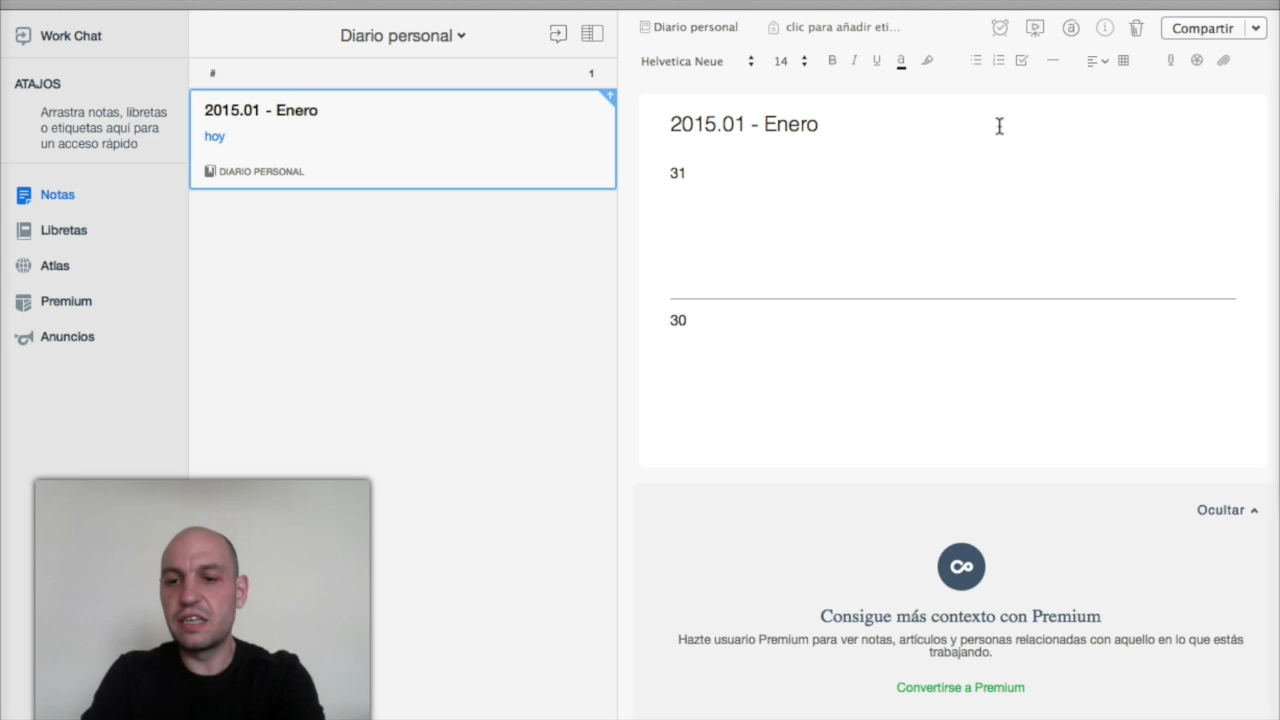 Work Chat
ATAJOS
Arrastra notas, libretas
o etiquetas aquí para
un acceso rápido
Notas
Libretas
Atlas
Premium
Anuncios
Diario personal
# 1
2015.01 - Enero
hoy
DIARIO PERSONAL
Diario personal clic para añadir eti...
Compartir
Helvetica Neue 14 B I U a
2015.01 - Enero
31
30
Ocultar
Consigue más contexto con Premium
Hazte usuario Premium para ver notas, artículos y personas relacionadas con aquello en lo que estás
trabajando.
Convertirse a Premium